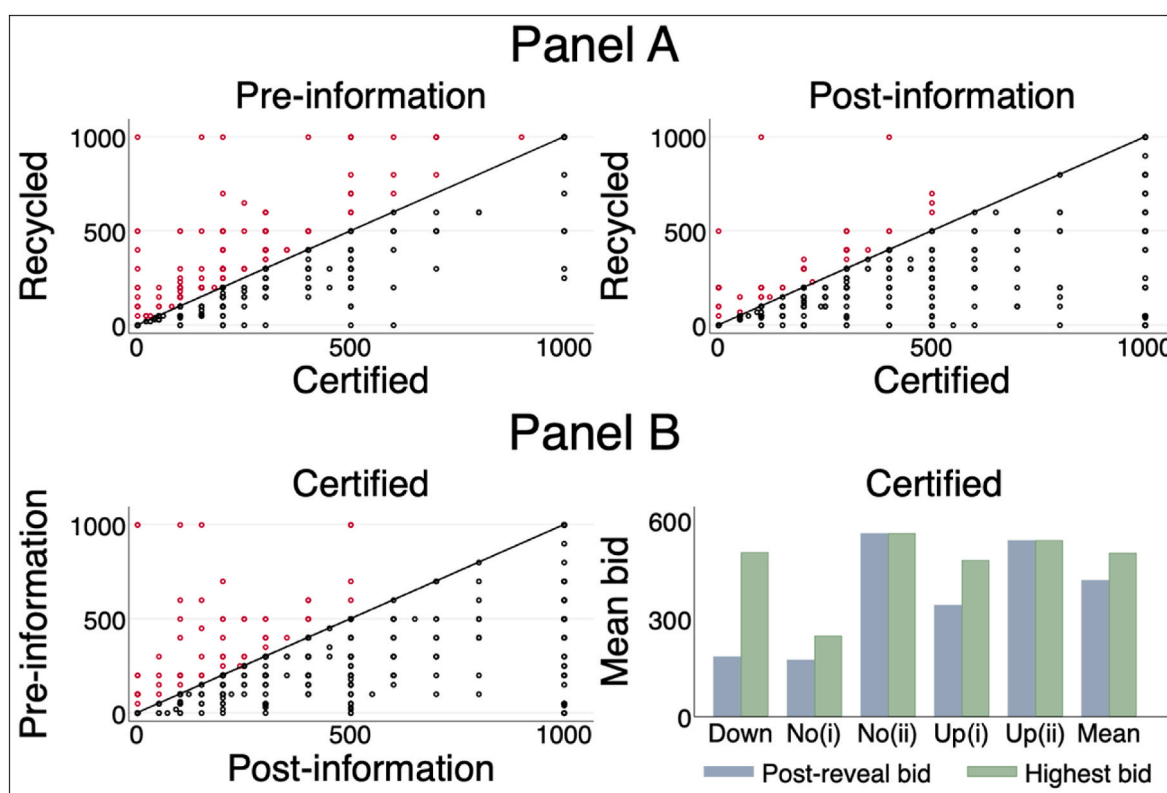 Panel A
Pre-information
Recycled
1000
500
0
0 500 1000
Certified
Post-information
Recycled
1000
500
0
0 500 1000
Certified
Panel B
Certified
Pre-information
1000
500
0
0 500 1000
Post-information
Certified
Mean bid
600
300
0
Down No(i) No(ii) Up(i) Up(ii) Mean
Post-reveal bid Highest bid